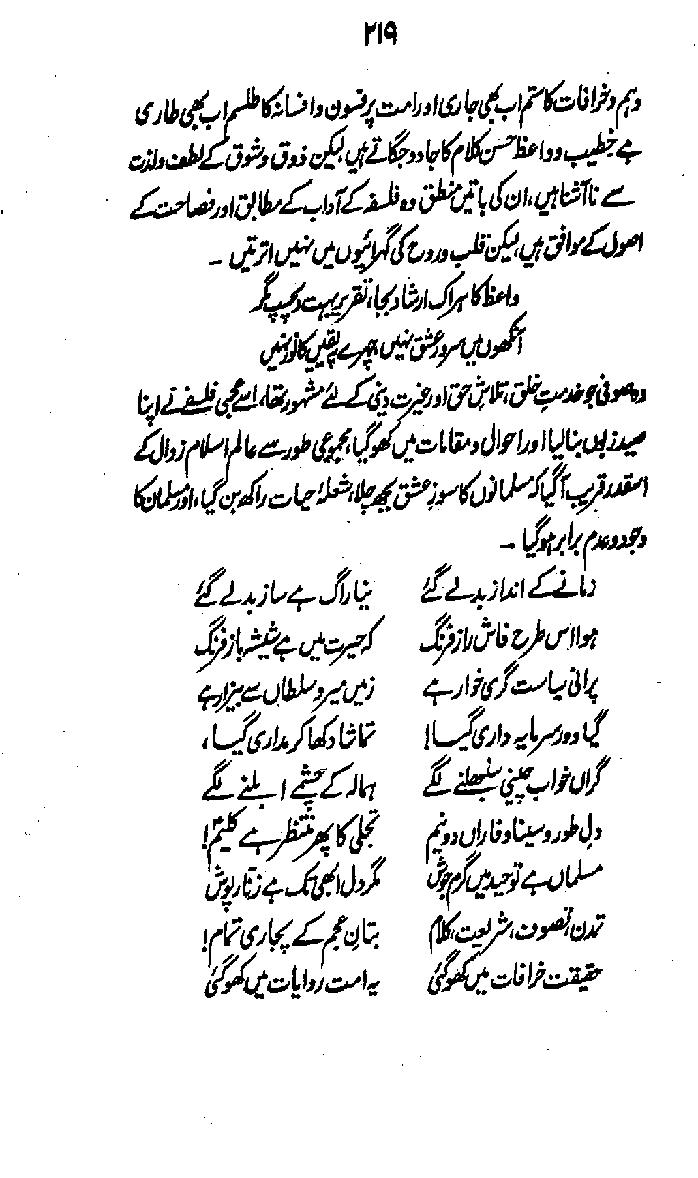 ۲۱۹
وہم و خرافات کا ستم اب بھی جاری اور امت پر فسون و افسانہ کا طلسم اب بھی طاری
ہے خطیب و واعظ حسن کلام کا جادو جگاتے ہیں لیکن ذوق و شوق کے لطف و لذت
سے ناآشنا ہیں، ان کی باتیں منطق و فلسفہ کے آداب کے مطابق اور فصاحت کے
اصول کے موافق ہیں، لیکن قلب و روح کی گہرائیوں میں نہیں اترتیں ۔
واعظ کا ہر اک ارشاد بجا، تقریر بہت دلچسپ مگر
آنکھوں میں سرور عشق نہیں، چہرے پہ یقیں کا نور نہیں
وہ صوفی جو خدمتِ خلق، تلاشِ حق اور غیرت دینی کے لئے مشہور تھا، اسے عجمی فلسفے نے اپنا
صیدِ زبوں بنا لیا اور احوال و مقامات میں کھو گیا، مجموعی طور سے عالم اسلام زوال کے
اسقدر قریب آ گیا کہ مسلمانوں کا سوزِ عشق بجھ چلا، شعلۂ حیات راکھ بن گیا، اور مسلمان کا
وجود و عدم برابر ہو گیا ۔
زمانے کے انداز بدلے گئے نیا راگ ہے ساز بدلے گئے
ہوا اس طرح فاش رازِ فرنگ کہ حیرت میں ہے شیشہ بازِ فرنگ
پرانی سیاست گری خوار ہے زمیں میر و سلطاں سے بیزار ہے
گیا دور سرمایہ داری گیا! تماشا دکھا کر مداری گیا،
گراں خواب چینی سنبھلنے لگے ہمالہ کے چشمے ابلنے لگے
دلِ طور و سینا و فاراں دو نیم تجلی کا پھر منتظر ہے کلیمؑ!
مسلماں ہے توحید میں گرم جوش مگر دل ابھی تک ہے زنّار پوش
تمدن، تصوف، شریعت، کلام بتانِ عجم کے پجاری تمام!
حقیقت خرافات میں کھو گئی یہ امت روایات میں کھو گئی